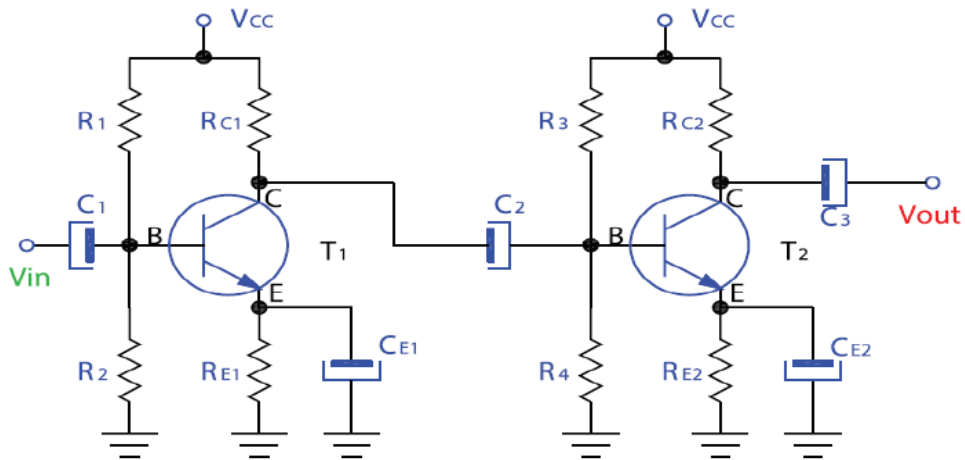 VCC VCC
R1 RC1 R3 RC2
C1 B C T1 E C2 B C T2 E C3
Vin Vout
R2 RE1 CE1 R4 RE2 CE2